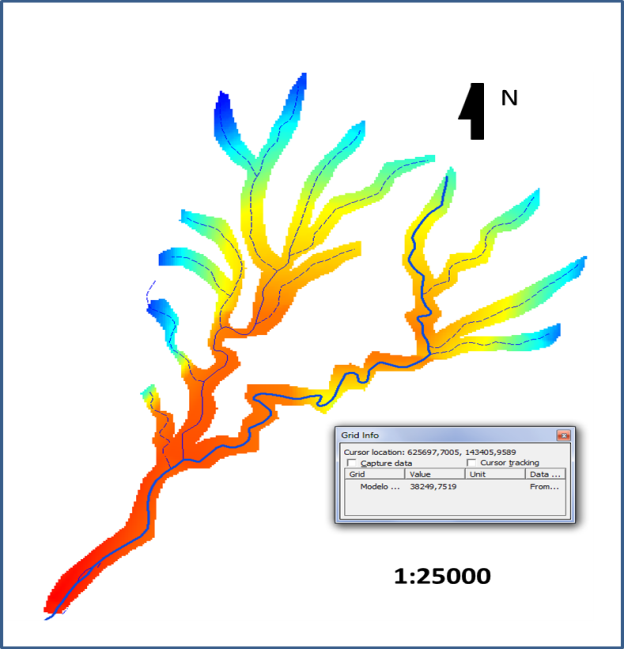 N
Grid Info
Cursor location: 625697,7005, 143405,9589
Capture data Cursor tracking
Grid Value Unit Data ...
Modelo ... 38249,7519 From...
1:25000